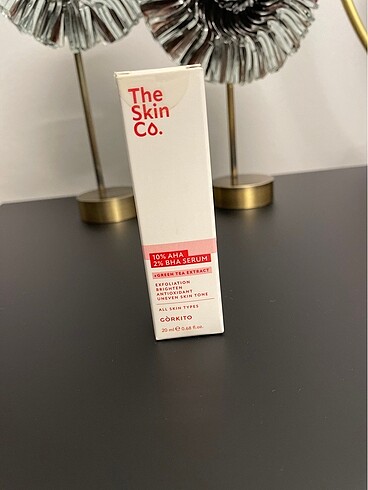 The
Skin
Co.
10% AHA
2% BHA SERUM
+GREEN TEA EXTRACT
EXFOLIATION
BRIGHTEN
ANTIOXIDANT
UNEVEN SKIN TONE
ALL SKIN TYPES
GÖRKITO
20 ml ℮ 0.68 fl. oz.